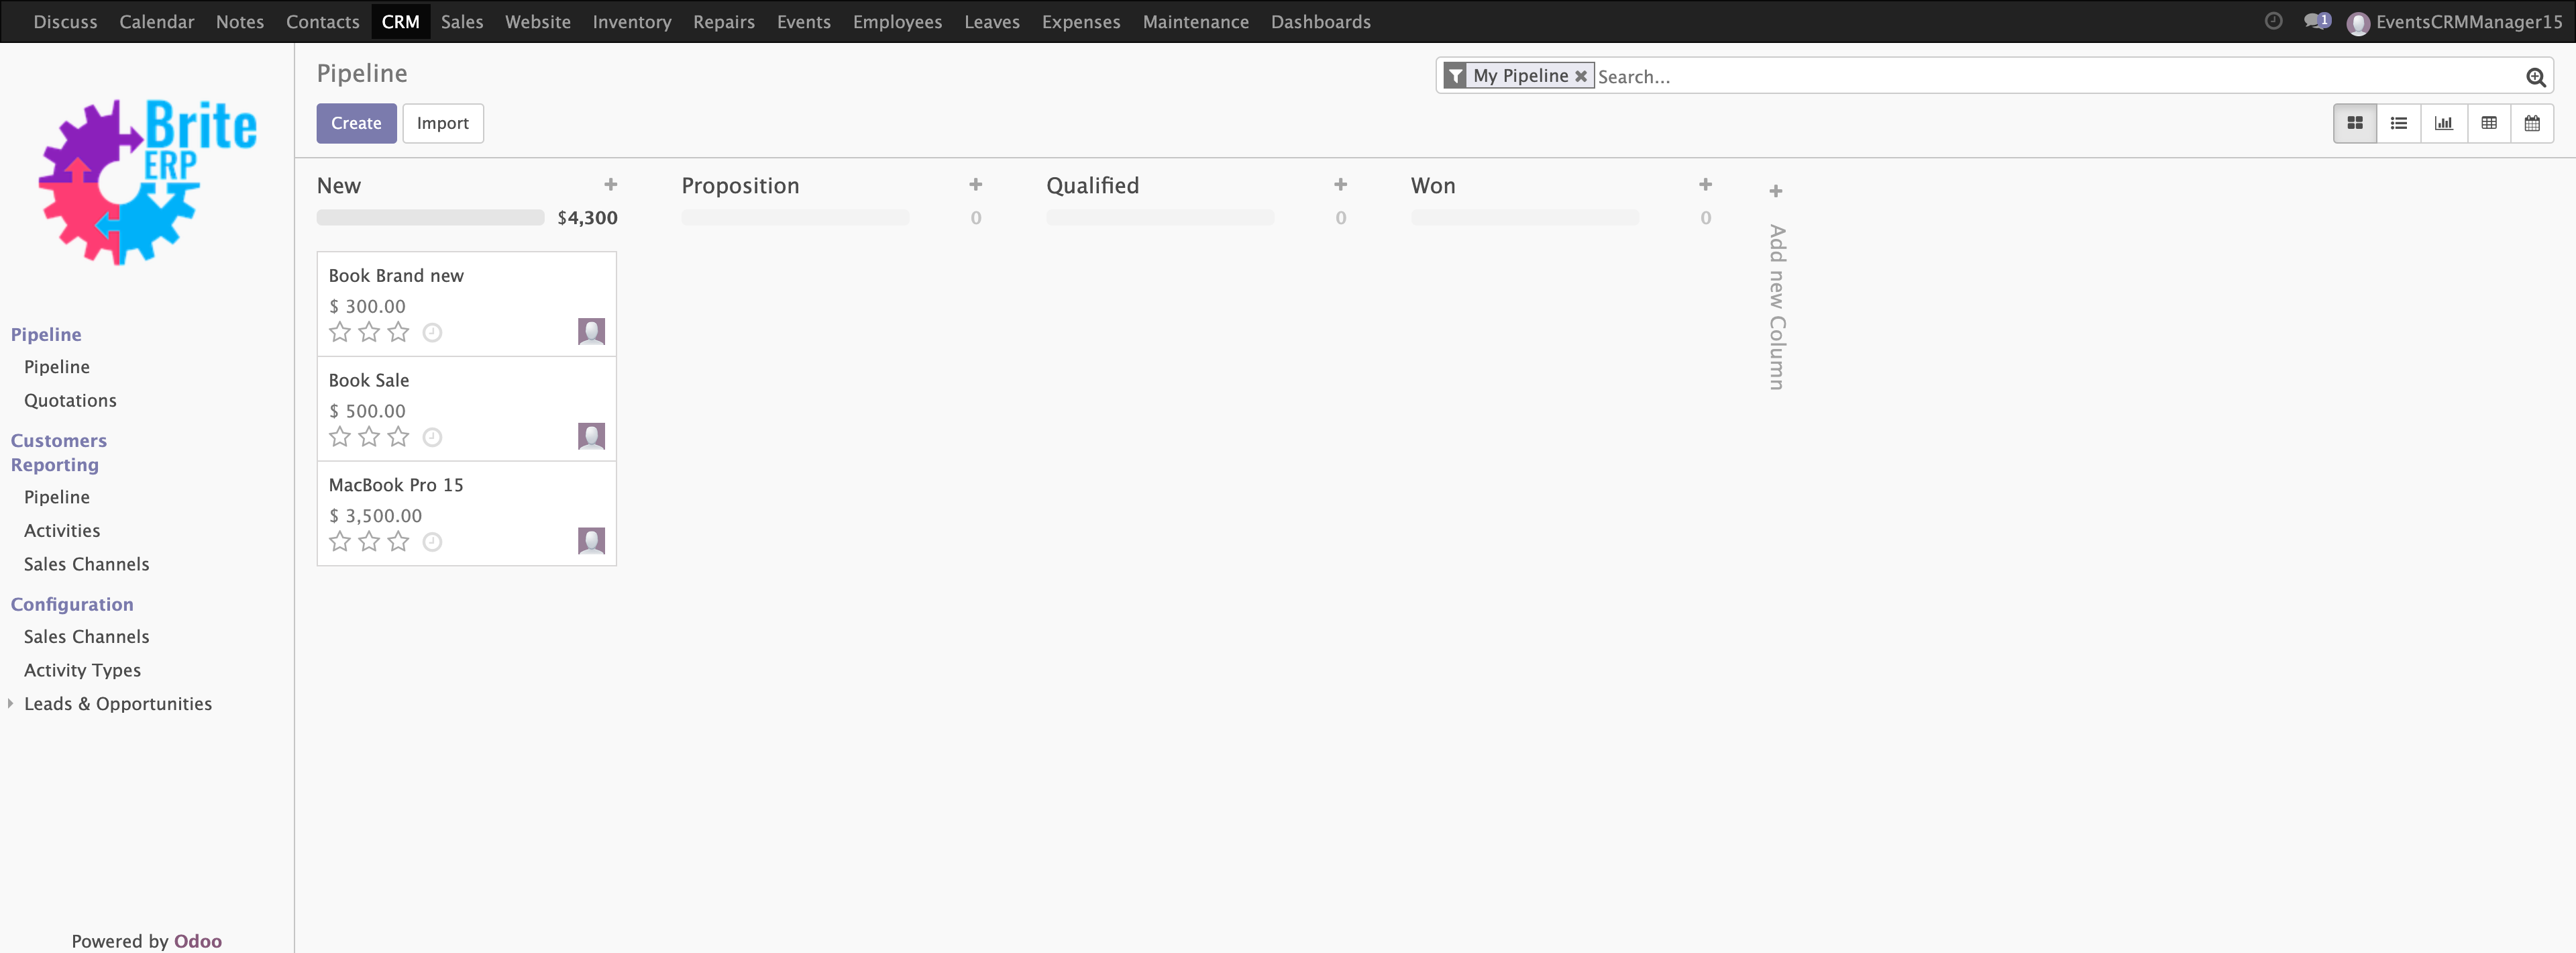 Discuss Calendar Notes Contacts CRM Sales Website Inventory Repairs Events Employees Leaves Expenses Maintenance Dashboards 1 EventsCRMManager15
Brite
ERP
Pipeline
Pipeline
Quotations
Customers
Reporting
Pipeline
Activities
Sales Channels
Configuration
Sales Channels
Activity Types
Leads & Opportunities
Powered by Odoo
Pipeline
My Pipeline Search...
Create Import
New
$4,300
Book Brand new
$ 300.00
Book Sale
$ 500.00
MacBook Pro 15
$ 3,500.00
Proposition
0
Qualified
0
Won
0
Add new Column